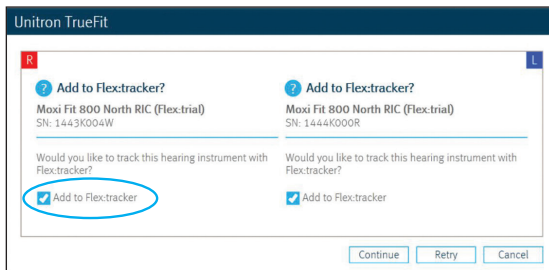 Unitron TrueFit
R
L
? Add to Flex:tracker?
Moxi Fit 800 North RIC (Flex:trial)
SN: 1443K004W
Would you like to track this hearing instrument with
Flex:tracker?
Add to Flex:tracker
? Add to Flex:tracker?
Moxi Fit 800 North RIC (Flex:trial)
SN: 1444K000R
Would you like to track this hearing instrument with
Flex:tracker?
Add to Flex:tracker
Continue
Retry
Cancel